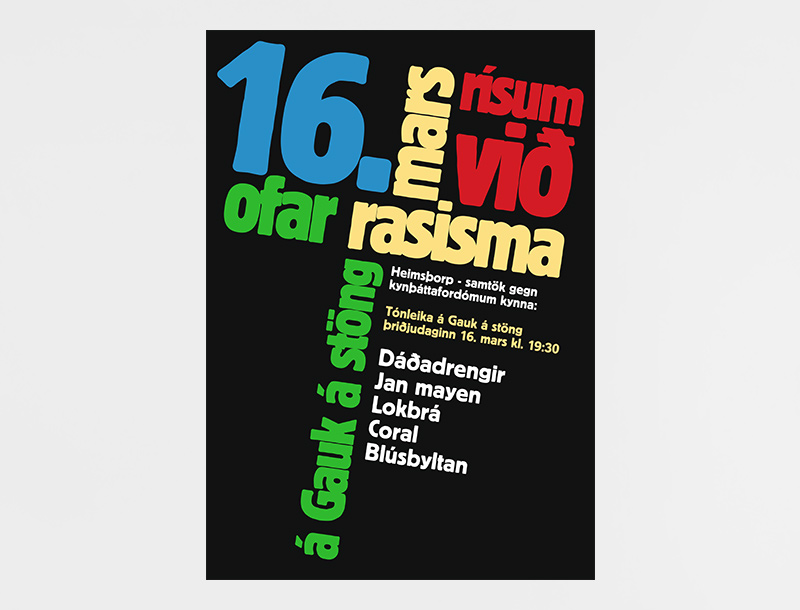 16. mars
rísum
við
ofar rasisma
á Gauk á stöng
Heimsþorp - samtök gegn
kynþáttafordómum kynna:
Tónleika á Gauk á stöng
þriðjudaginn 16. mars kl. 19:30
Dáðadrengir
Jan mayen
Lokbrá
Coral
Blúsbyltan